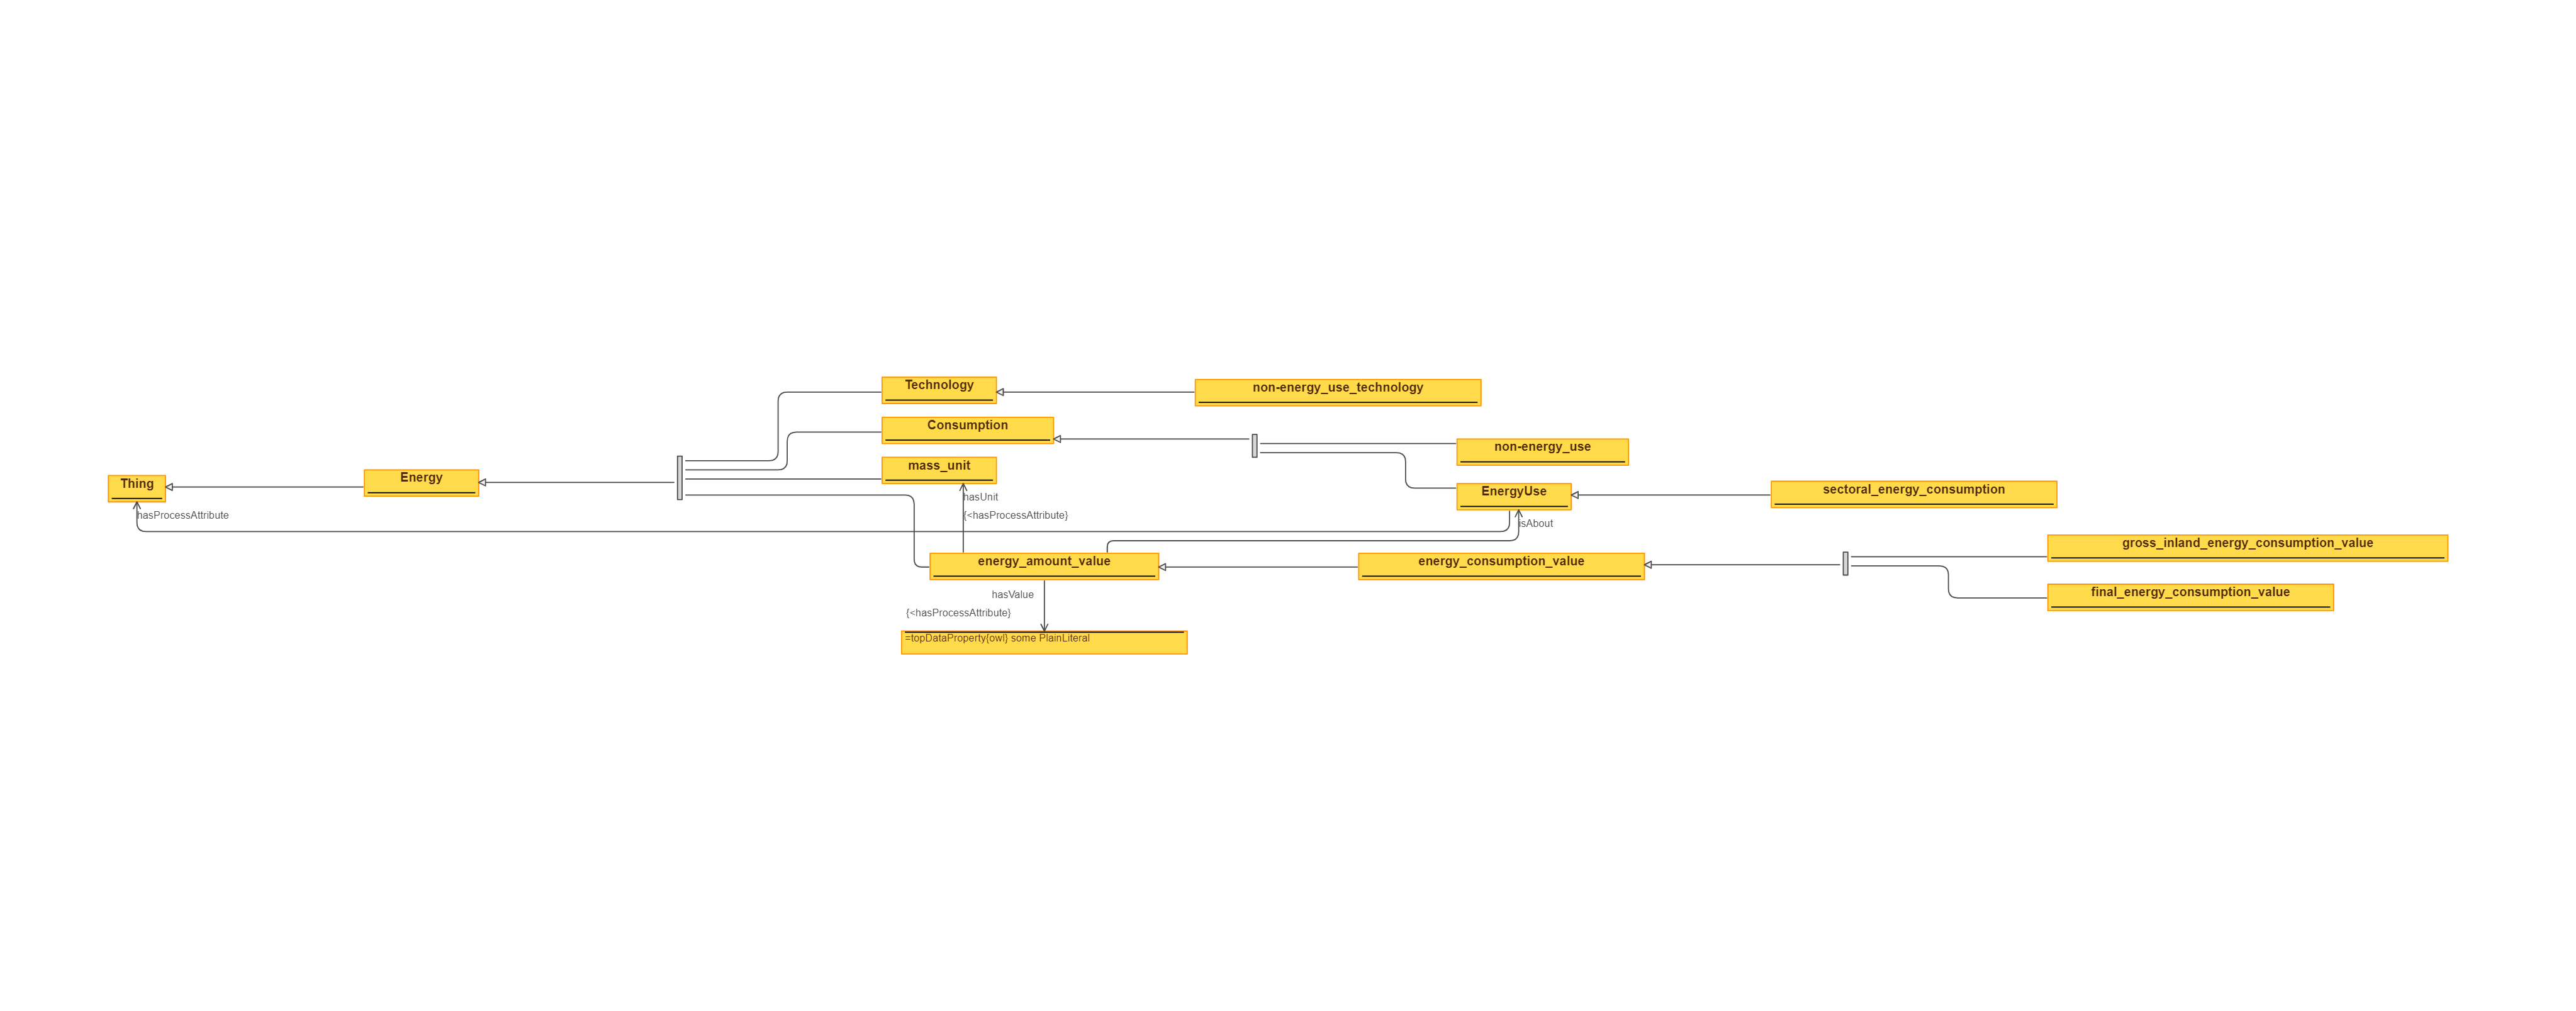 Technology
non-energy_use_technology
Consumption
non-energy_use
mass_unit
Thing
Energy
EnergyUse
sectoral_energy_consumption
hasUnit
hasProcessAttribute
{<hasProcessAttribute}
isAbout
gross_inland_energy_consumption_value
energy_amount_value
energy_consumption_value
final_energy_consumption_value
hasValue
{<hasProcessAttribute}
=topDataProperty{owl} some PlainLiteral